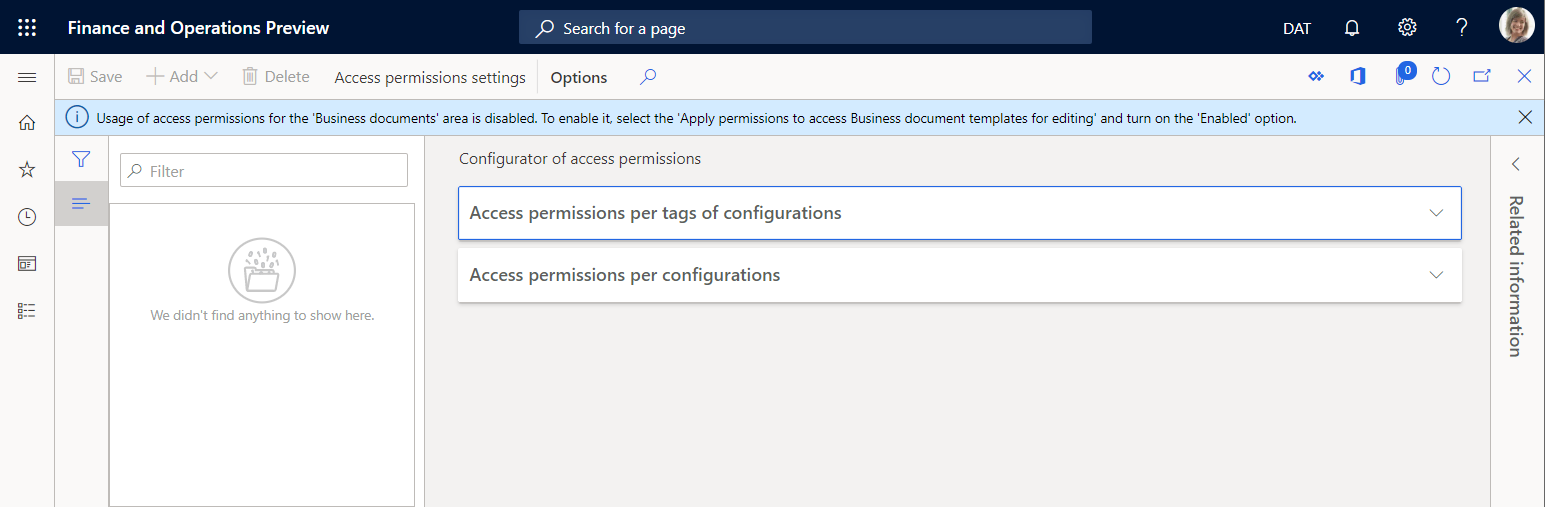 Finance and Operations Preview
Search for a page
DAT
Save
Add
Delete
Access permissions settings
Options
0
Usage of access permissions for the 'Business documents' area is disabled. To enable it, select the 'Apply permissions to access Business document templates for editing' and turn on the 'Enabled' option.
Filter
We didn't find anything to show here.
Configurator of access permissions
Access permissions per tags of configurations
Access permissions per configurations
Related information